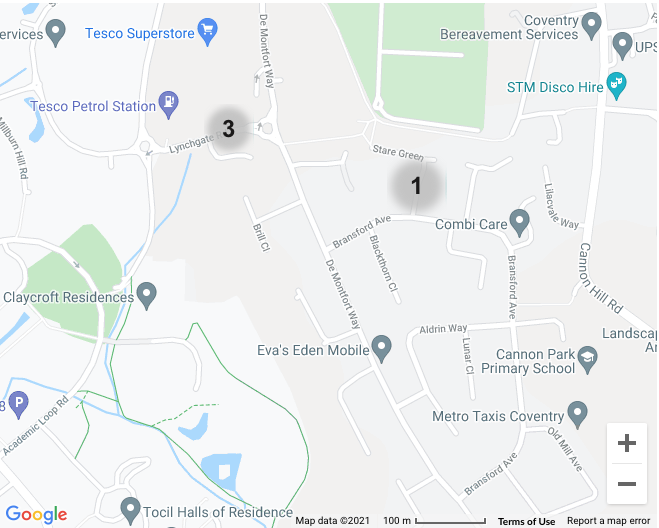 Coventry
Bereavement Services
ervices
Tesco Superstore
De Montfort Way
UPS
STM Disco Hire
Tesco Petrol Station
Millburn Hill Rd
3
Lynchgate
Stare Green
1
Lilacvale Way
Bransford Ave
Combi Care
Brill Cl
Blackthorn Cl
Cannon Hill Rd
De Montfort Way
Bransford Ave
Claycroft Residences
Aldrin Way
Lunar Cl
Landscap
Ar
Eva's Eden Mobile
Cannon Park
Primary School
8
P
Academic Loop Rd
Metro Taxis Coventry
Old Mill Ave
Bransford Ave
+
−
Google
Tocil Halls of Residence
Map data ©2021
100 m
Terms of Use
Report a map error